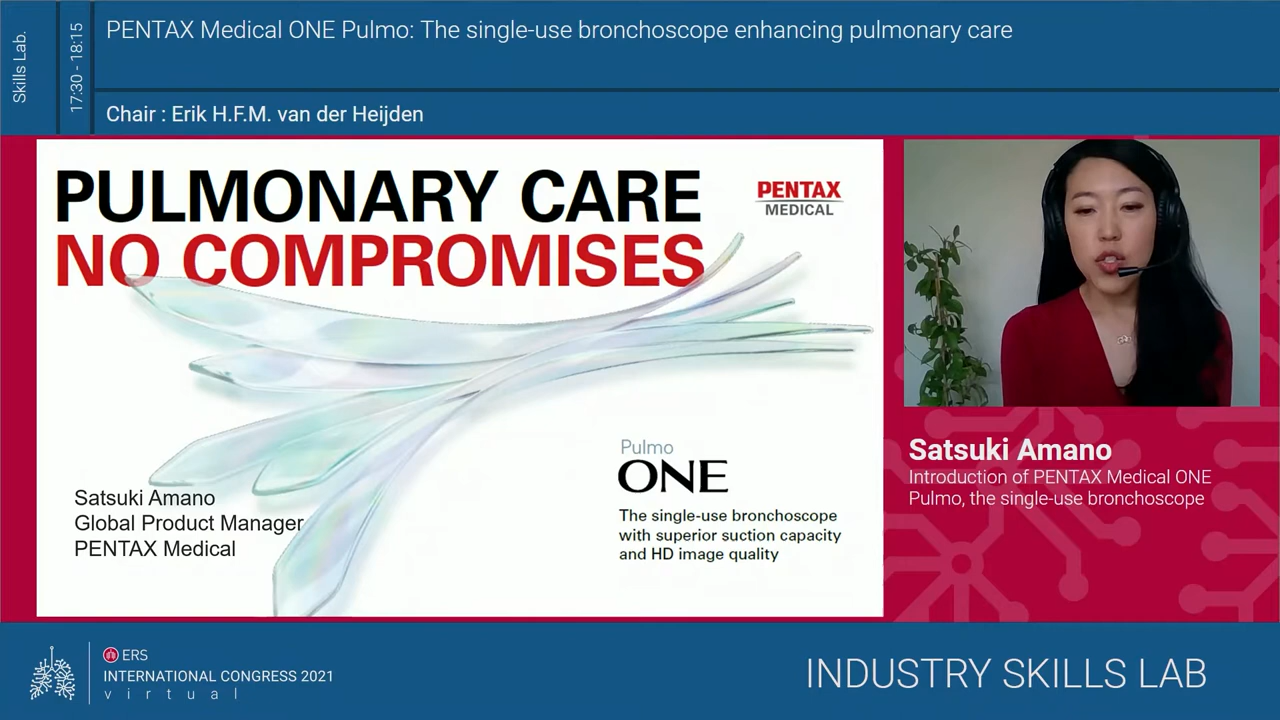 Skills Lab.
17:30 - 18:15
PENTAX Medical ONE Pulmo: The single-use bronchoscope enhancing pulmonary care
Chair : Erik H.F.M. van der Heijden
PULMONARY CARE
NO COMPROMISES
PENTAX
MEDICAL
Satsuki Amano
Global Product Manager
PENTAX Medical
Pulmo
ONE
The single-use bronchoscope
with superior suction capacity
and HD image quality
Satsuki Amano
Introduction of PENTAX Medical ONE
Pulmo, the single-use bronchoscope
ERS
INTERNATIONAL CONGRESS 2021
virtual
INDUSTRY SKILLS LAB